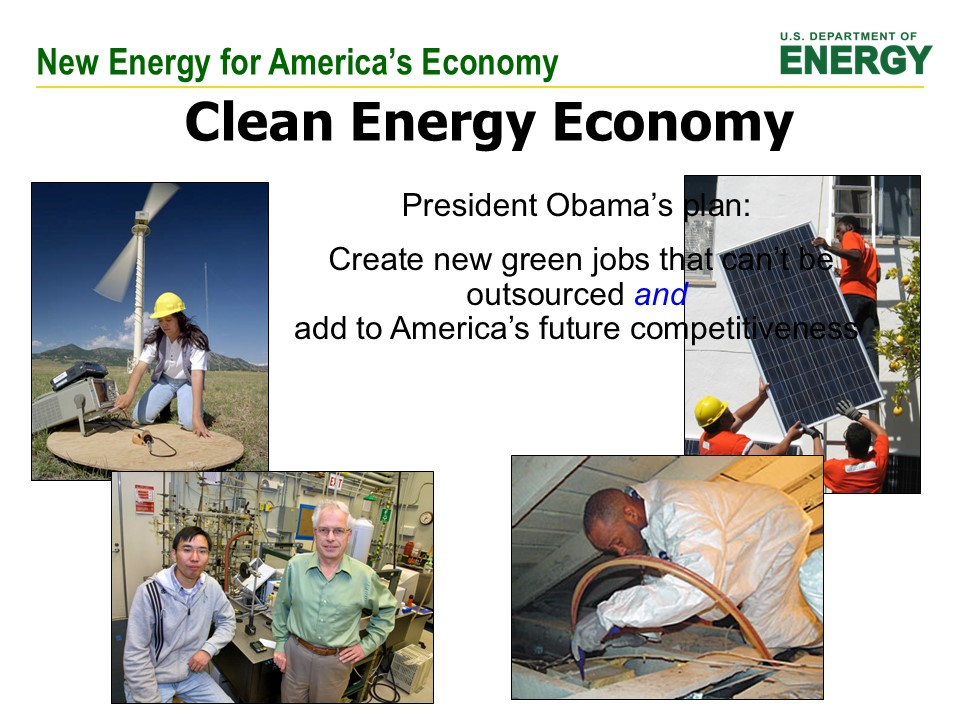 New Energy for America’s Economy
U.S. DEPARTMENT OF
ENERGY
Clean Energy Economy
President Obama’s plan:
Create new green jobs that can’t be
outsourced and
add to America’s future competitiveness
EXIT